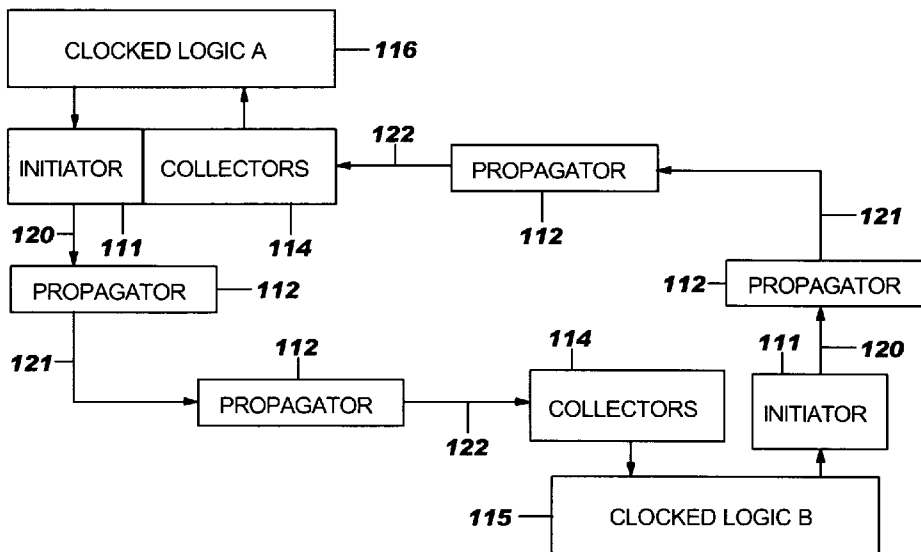 CLOCKED LOGIC A
116
INITIATOR
COLLECTORS
122
PROPAGATOR
120
111
114
112
121
PROPAGATOR
112
112
PROPAGATOR
121
112
114
111
120
PROPAGATOR
COLLECTORS
INITIATOR
122
115
CLOCKED LOGIC B